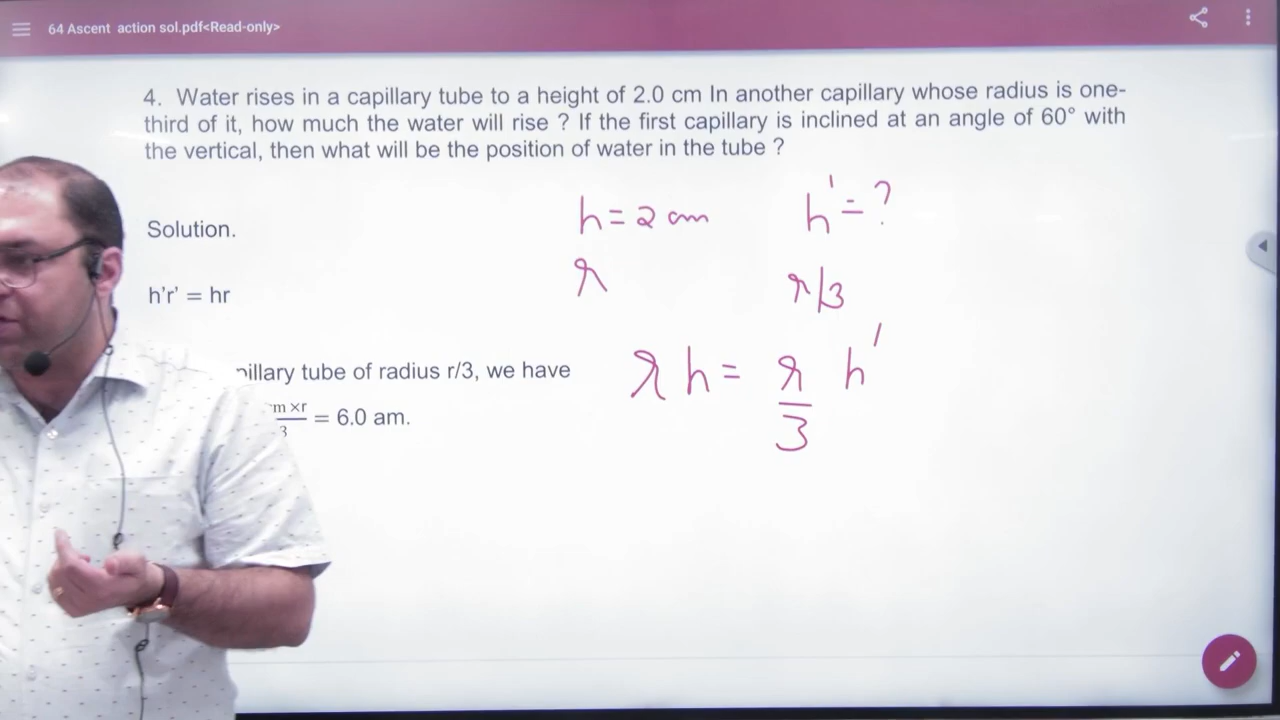 64 Ascent action sol.pdf<Read-only>
4. Water rises in a capillary tube to a height of 2.0 cm In another capillary whose radius is one-
third of it, how much the water will rise ? If the first capillary is inclined at an angle of 60° with
the vertical, then what will be the position of water in the tube ?
h = 2 cm h' = ?
Solution.
r r/3
h'r' = hr
r h = r/3 h'
pillary tube of radius r/3, we have
m ×r/3 = 6.0 am.